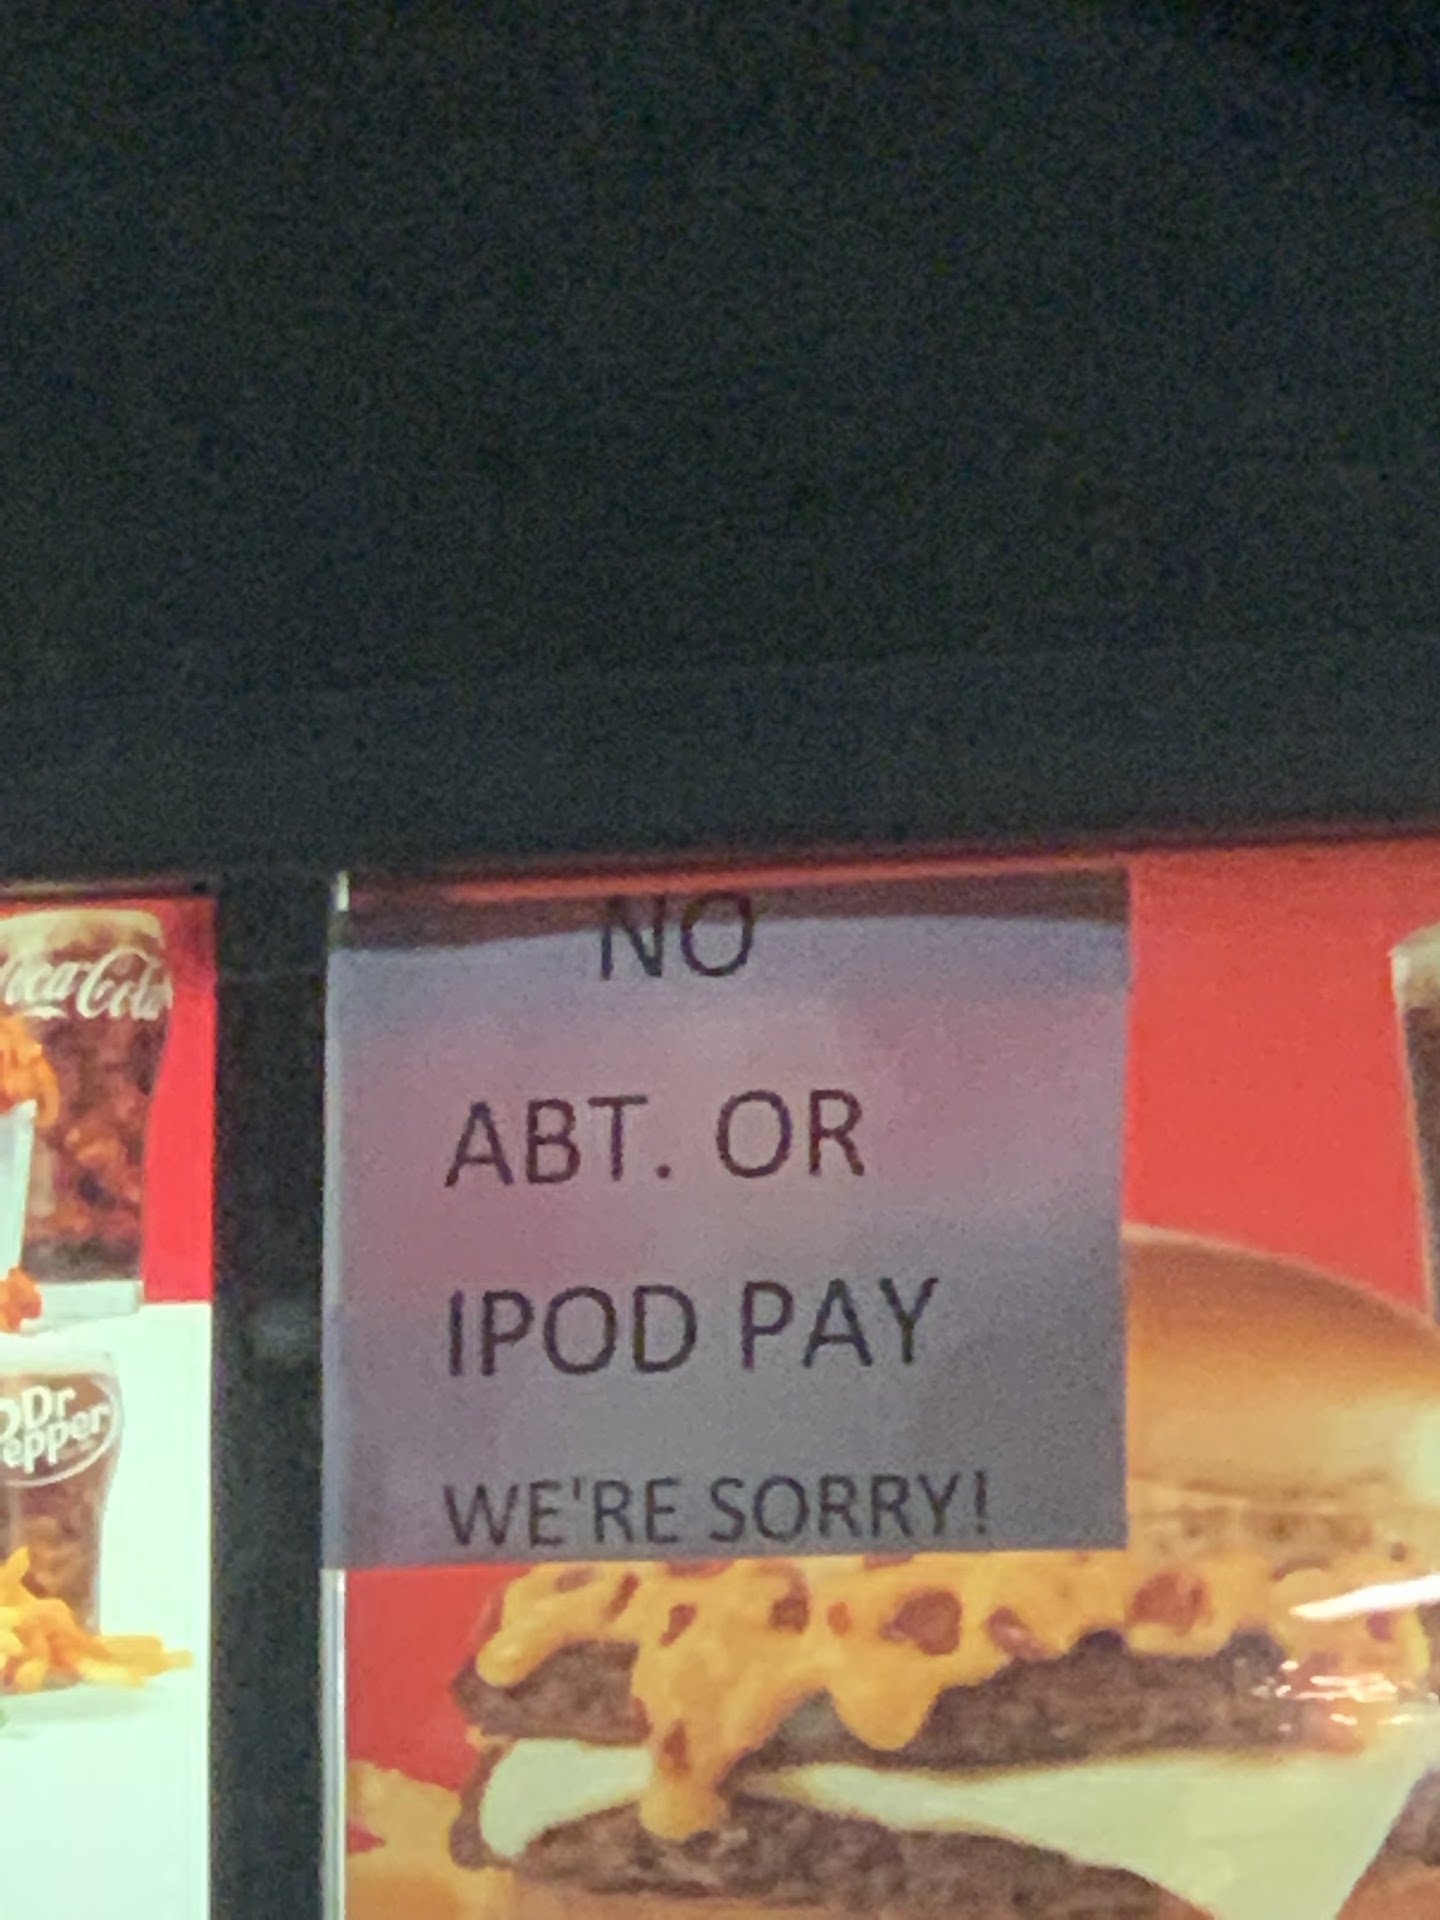 Coca-Cola
Dr
Pepper
NO
ABT. OR
IPOD PAY
WE'RE SORRY!